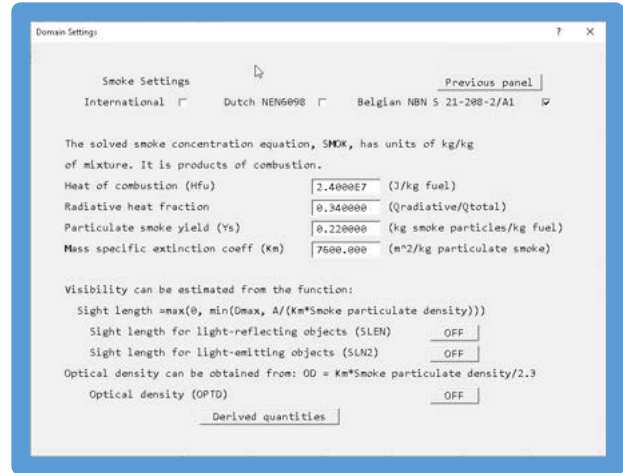 Domain Settings ? ×
Smoke Settings Previous panel
International Dutch NEN6098 Belgian NBN S 21-208-2/A1
The solved smoke concentration equation, SMOK, has units of kg/kg
of mixture. It is products of combustion.
Heat of combustion (Hfu) 2.4000E7 (J/kg fuel)
Radiative heat fraction 0.340000 (Qradiative/Qtotal)
Particulate smoke yield (Ys) 0.220000 (kg smoke particles/kg fuel)
Mass specific extinction coeff (Km) 7600.000 (m^2/kg particulate smoke)
Visibility can be estimated from the function:
Sight length =max(0, min(Dmax, A/(Km*Smoke particulate density)))
Sight length for light-reflecting objects (SLEN) OFF
Sight length for light-emitting objects (SLN2) OFF
Optical density can be obtained from: OD = Km*Smoke particulate density/2.3
Optical density (OPTD) OFF
Derived quantities